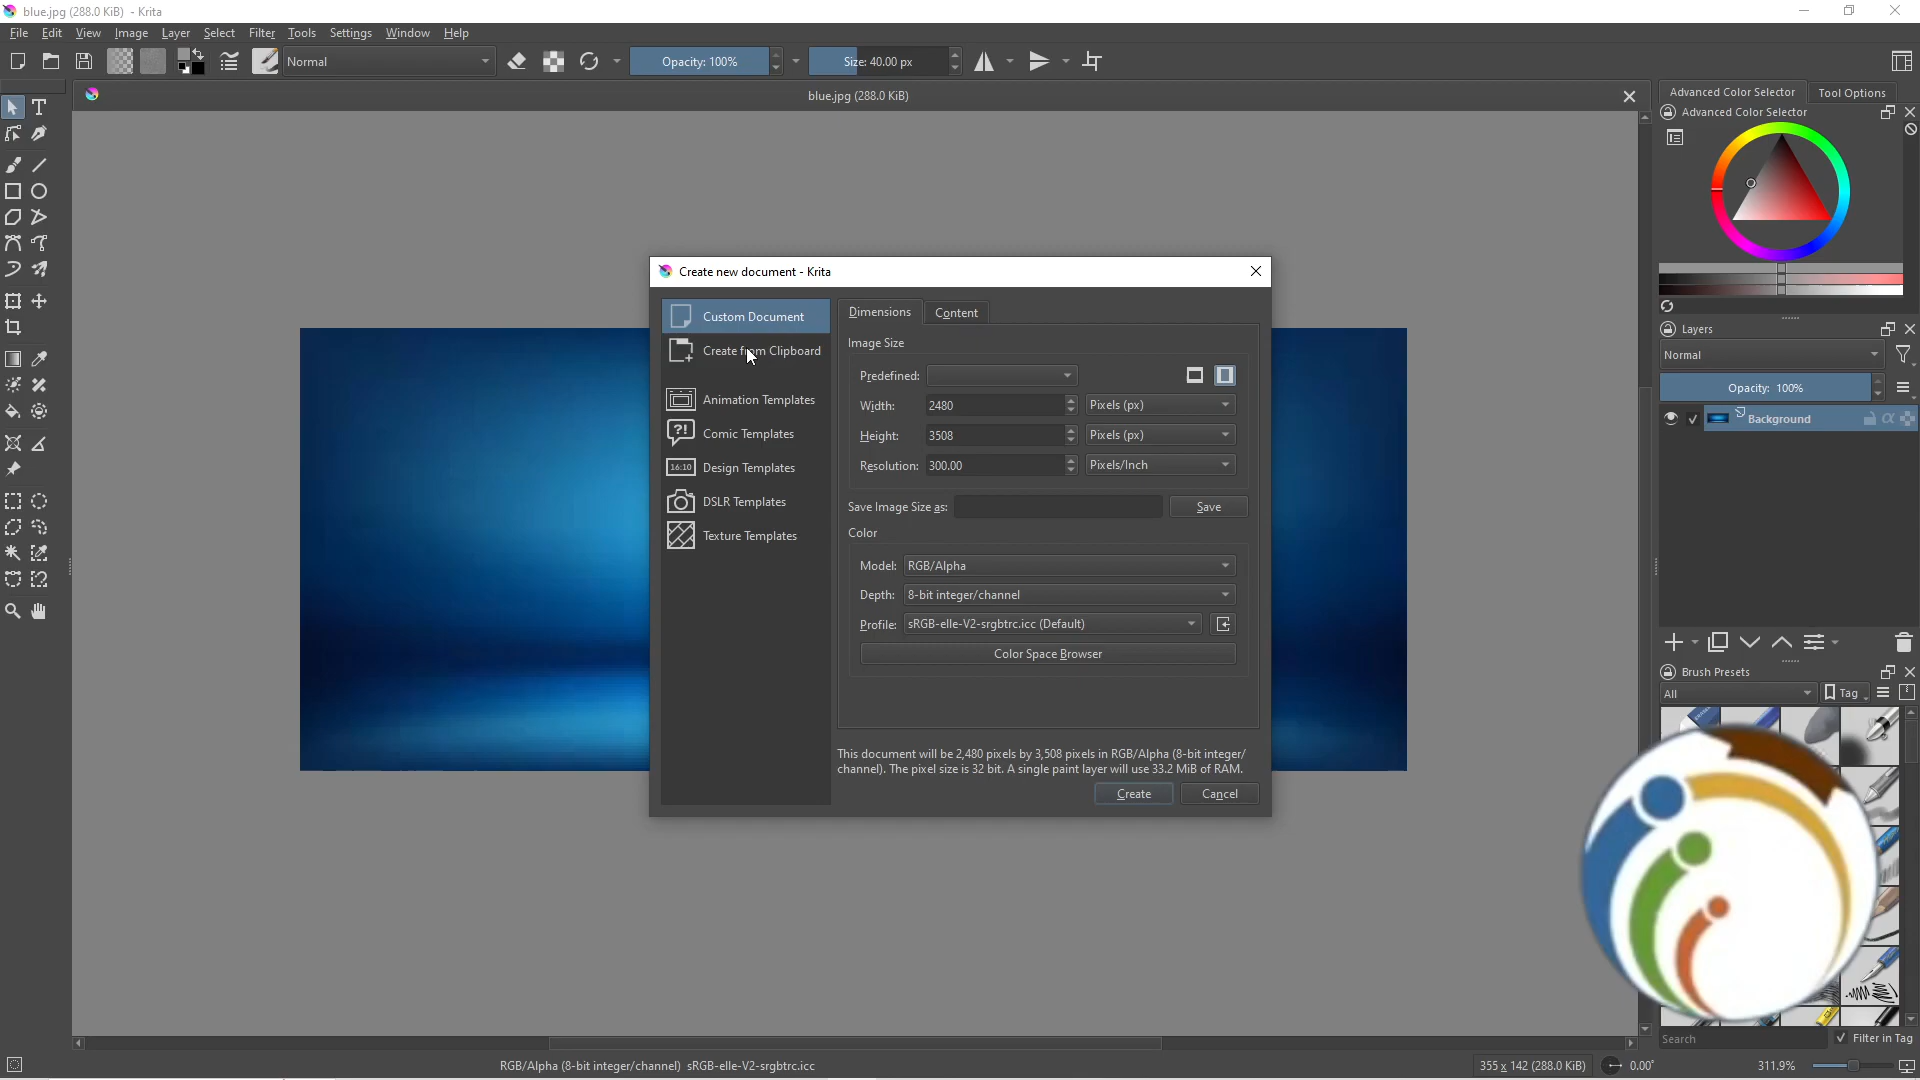 blue.jpg (288.0 KiB) - Krita
File Edit View Image Layer Select Filter Tools Settings Window Help
Normal
Opacity: 100%
Size: 40.00 px
blue.jpg (288.0 KiB)
Advanced Color Selector Tool Options
Advanced Color Selector
Create new document - Krita
Custom Document
Create from Clipboard
Animation Templates
Comic Templates
16:10 Design Templates
DSLR Templates
Texture Templates
Dimensions Content
Image Size
Predefined:
Width: 2480 Pixels (px)
Height: 3508 Pixels (px)
Resolution: 300.00 Pixels/Inch
Save Image Size as: Save
Color
Model: RGB/Alpha
Depth: 8-bit integer/channel
Profile: sRGB-elle-V2-srgbtrc.icc (Default)
Color Space Browser
This document will be 2,480 pixels by 3,508 pixels in RGB/Alpha (8-bit integer/
channel). The pixel size is 32 bit. A single paint layer will use 33.2 MiB of RAM.
Create Cancel
Layers
Normal
Opacity: 100%
Background
Brush Presets
All Tag
Search Filter in Tag
RGB/Alpha (8-bit integer/channel) sRGB-elle-V2-srgbtrc.icc
355 x 142 (288.0 KiB) 0.00° 311.9%